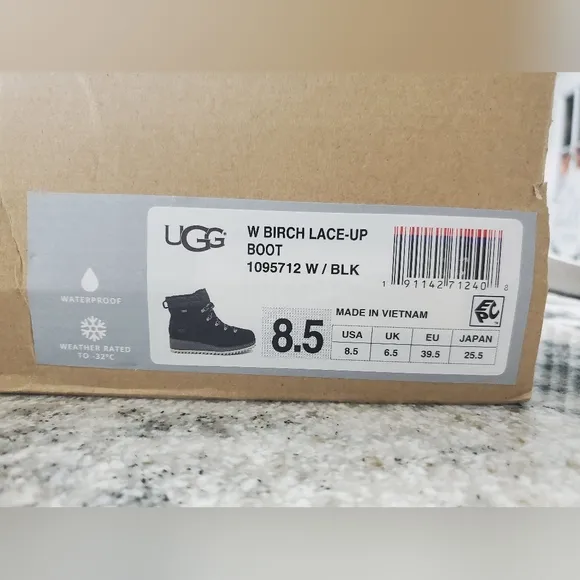 WATERPROOF
WEATHER RATED
TO -32°C
UGG
W BIRCH LACE-UP
BOOT
1095712 W / BLK
1 91142 71240 8
8.5
MADE IN VIETNAM
USA UK EU JAPAN
8.5 6.5 39.5 25.5
EPC